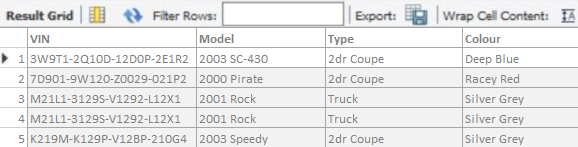 Result Grid Filter Rows: Export: Wrap Cell Content:
VIN Model Type Colour
1 3W9T1-2Q10D-12D0P-2E1R2 2003 SC-430 2dr Coupe Deep Blue
2 7D901-9W120-Z0029-021P2 2000 Pirate 2dr Coupe Racey Red
3 M21L1-3129S-V1292-L12X1 2001 Rock Truck Silver Grey
4 M21L1-3129S-V1292-L12X1 2001 Rock Truck Silver Grey
5 K219M-K129P-V12BP-210G4 2003 Speedy 2dr Coupe Silver Grey